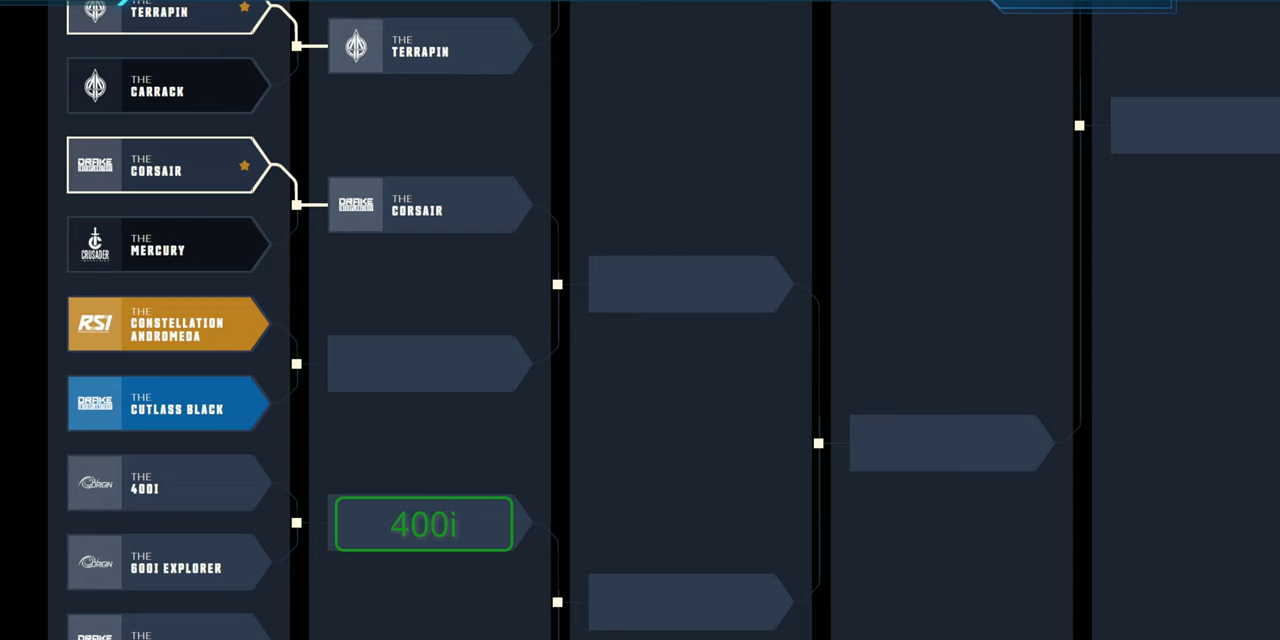 THE
TERRAPIN
THE
TERRAPIN
THE
CARRACK
DRAKE
THE
CORSAIR
DRAKE
THE
CORSAIR
CRUSADER
THE
MERCURY
RSI
THE
CONSTELLATION
ANDROMEDA
DRAKE
THE
CUTLASS BLACK
ORIGIN
THE
400I
400i
ORIGIN
THE
600I EXPLORER
DRAKE
THE